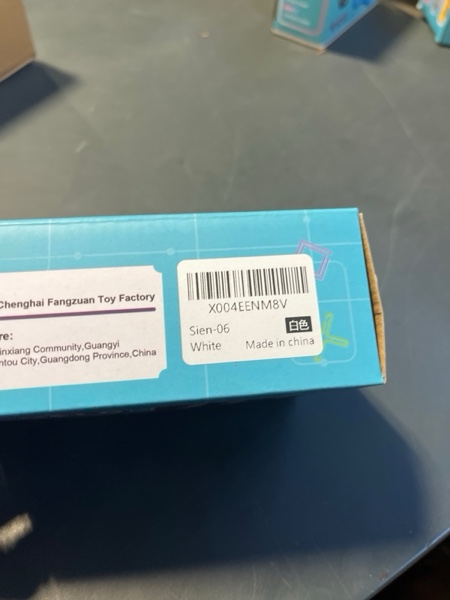 Chenghai Fangzuan Toy Factory
re:
inxiang Community,Guangyi
ntou City,Guangdong Province,China
X004EENM8V
Sien-06
白色
White
Made in china